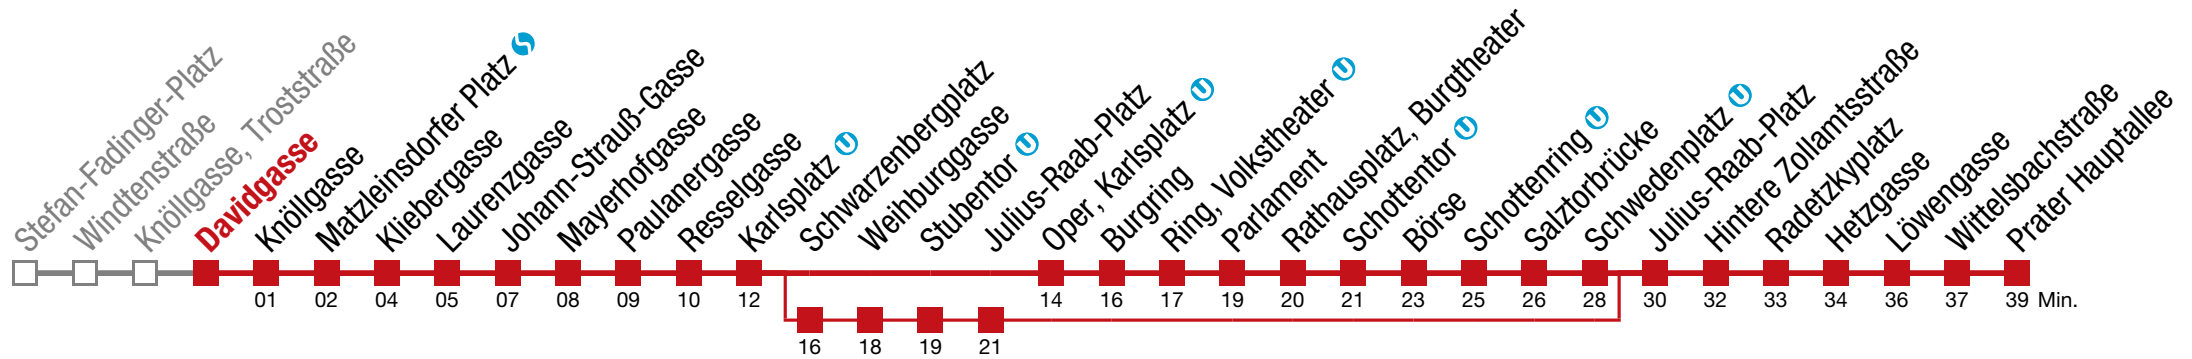 Stefan-Fadinger-Platz
Windtenstraße
Knöllgasse, Troststraße
Davidgasse
Knöllgasse
Matzleinsdorfer Platz
Kliebergasse
Laurenzgasse
Johann-Strauß-Gasse
Mayerhofgasse
Paulanergasse
Resselgasse
Karlsplatz U
Schwarzenbergplatz
Weihburggasse
Stubentor U
Julius-Raab-Platz
Oper, Karlsplatz U
Burgring
Ring, Volkstheater U
Parlament
Rathausplatz, Burgtheater
Schottentor U
Börse
Schottenring U
Salztorbrücke
Schwedenplatz U
Julius-Raab-Platz
Hintere Zollamtsstraße
Radetzkyplatz
Hetzgasse
Löwengasse
Wittelsbachstraße
Prater Hauptallee
01 02 04 05 07 08 09 10 12 14 16 17 19 20 21 23 25 26 28 30 32 33 34 36 37 39 Min.
16 18 19 21